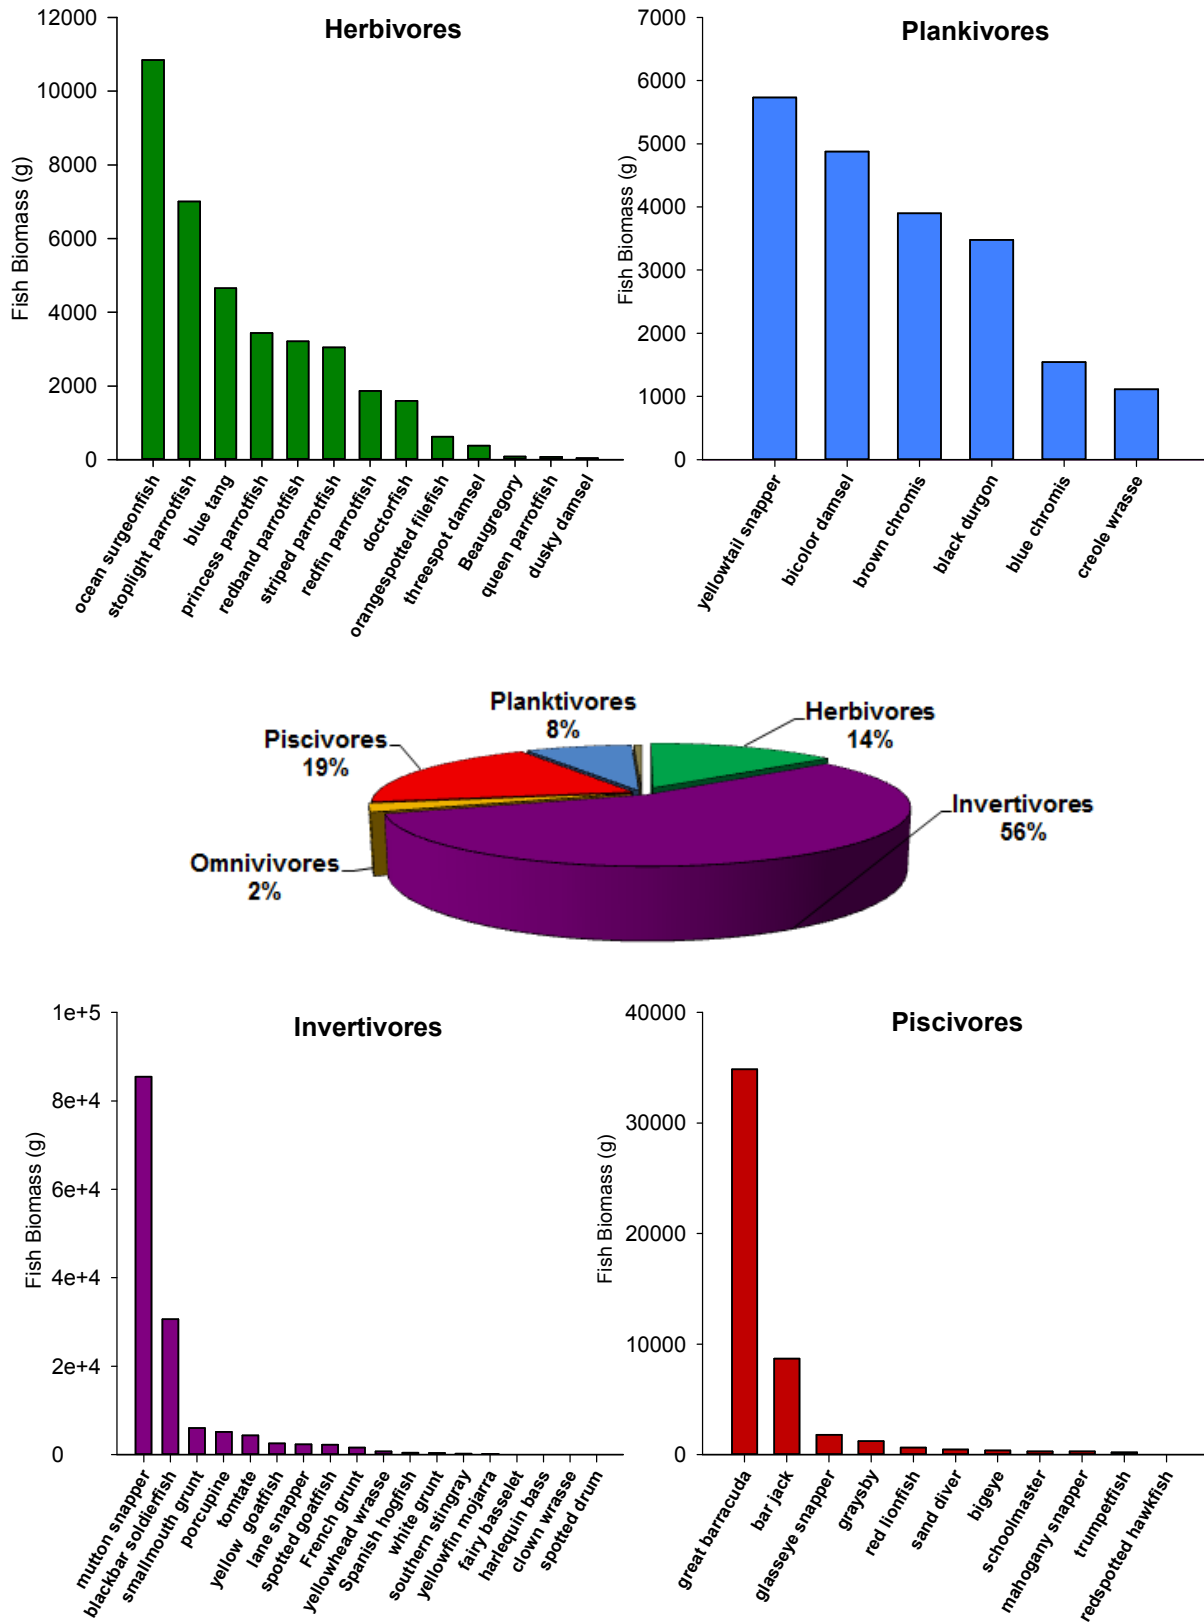 Herbivores
Fish Biomass (g)
12000
10000
8000
6000
4000
2000
0
ocean surgeonfish
stoplight parrotfish
blue tang
princess parrotfish
redband parrotfish
striped parrotfish
redfin parrotfish
doctorfish
orangespotted filefish
threespot damsel
Beaugregory
queen parrotfish
dusky damsel
Plankivores
Fish Biomass (g)
7000
6000
5000
4000
3000
2000
1000
0
yellowtail snapper
bicolor damsel
brown chromis
black durgon
blue chromis
creole wrasse
Planktivores
8%
Herbivores
14%
Piscivores
19%
Invertivores
56%
Omnivivores
2%
Invertivores
Fish Biomass (g)
1e+5
8e+4
6e+4
4e+4
2e+4
0
mutton snapper
blackbar soldierfish
smallmouth grunt
porcupine
tomtate
yellow goatfish
lane snapper
spotted goatfish
French grunt
yellowhead wrasse
Spanish hogfish
white grunt
southern stingray
yellowfin mojarra
fairy basselet
harlequin bass
clown wrasse
spotted drum
Piscivores
Fish Biomass (g)
40000
30000
20000
10000
0
great barracuda
bar jack
glasseye snapper
graysby
red lionfish
sand diver
bigeye
schoolmaster
mahogany snapper
trumpetfish
redspotted hawkfish